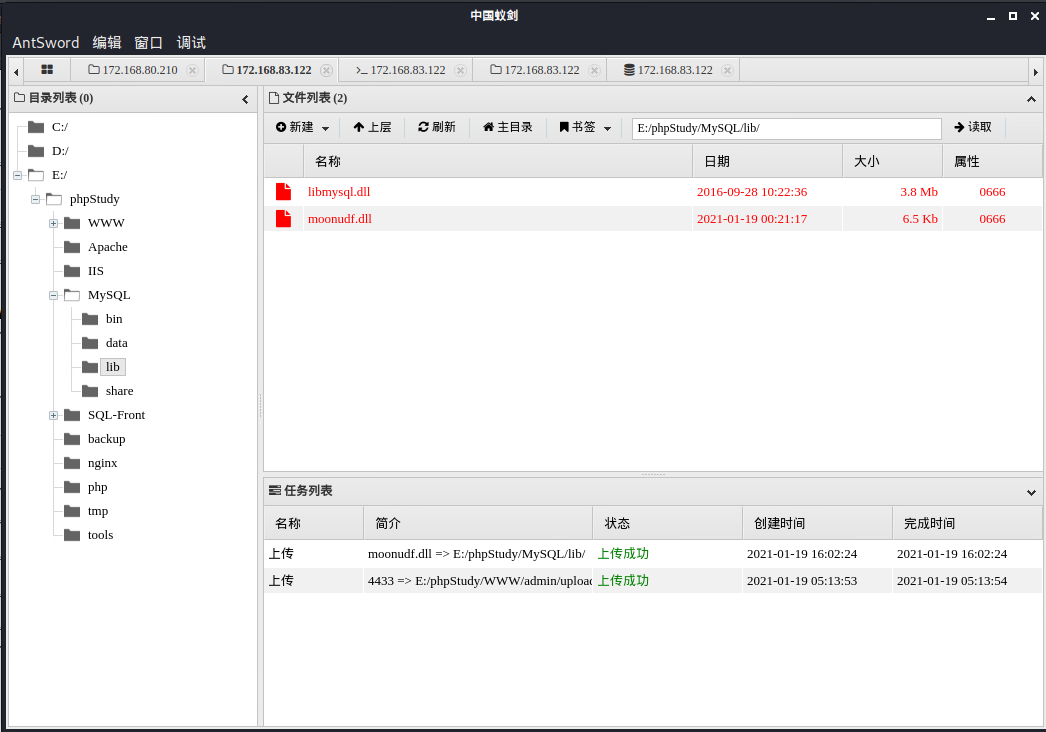 中国蚁剑
AntSword 编辑 窗口 调试
172.168.80.210 172.168.83.122 >_ 172.168.83.122 172.168.83.122 172.168.83.122
目录列表 (0)
C:/
D:/
E:/
phpStudy
WWW
Apache
IIS
MySQL
bin
data
lib
share
SQL-Front
backup
nginx
php
tmp
tools
文件列表 (2)
新建 上层 刷新 主目录 书签 E:/phpStudy/MySQL/lib/ 读取
名称 日期 大小 属性
libmysql.dll 2016-09-28 10:22:36 3.8 Mb 0666
moonudf.dll 2021-01-19 00:21:17 6.5 Kb 0666
任务列表
名称 简介 状态 创建时间 完成时间
上传 moonudf.dll => E:/phpStudy/MySQL/lib/ 上传成功 2021-01-19 16:02:24 2021-01-19 16:02:24
上传 4433 => E:/phpStudy/WWW/admin/uploac 上传成功 2021-01-19 05:13:53 2021-01-19 05:13:54